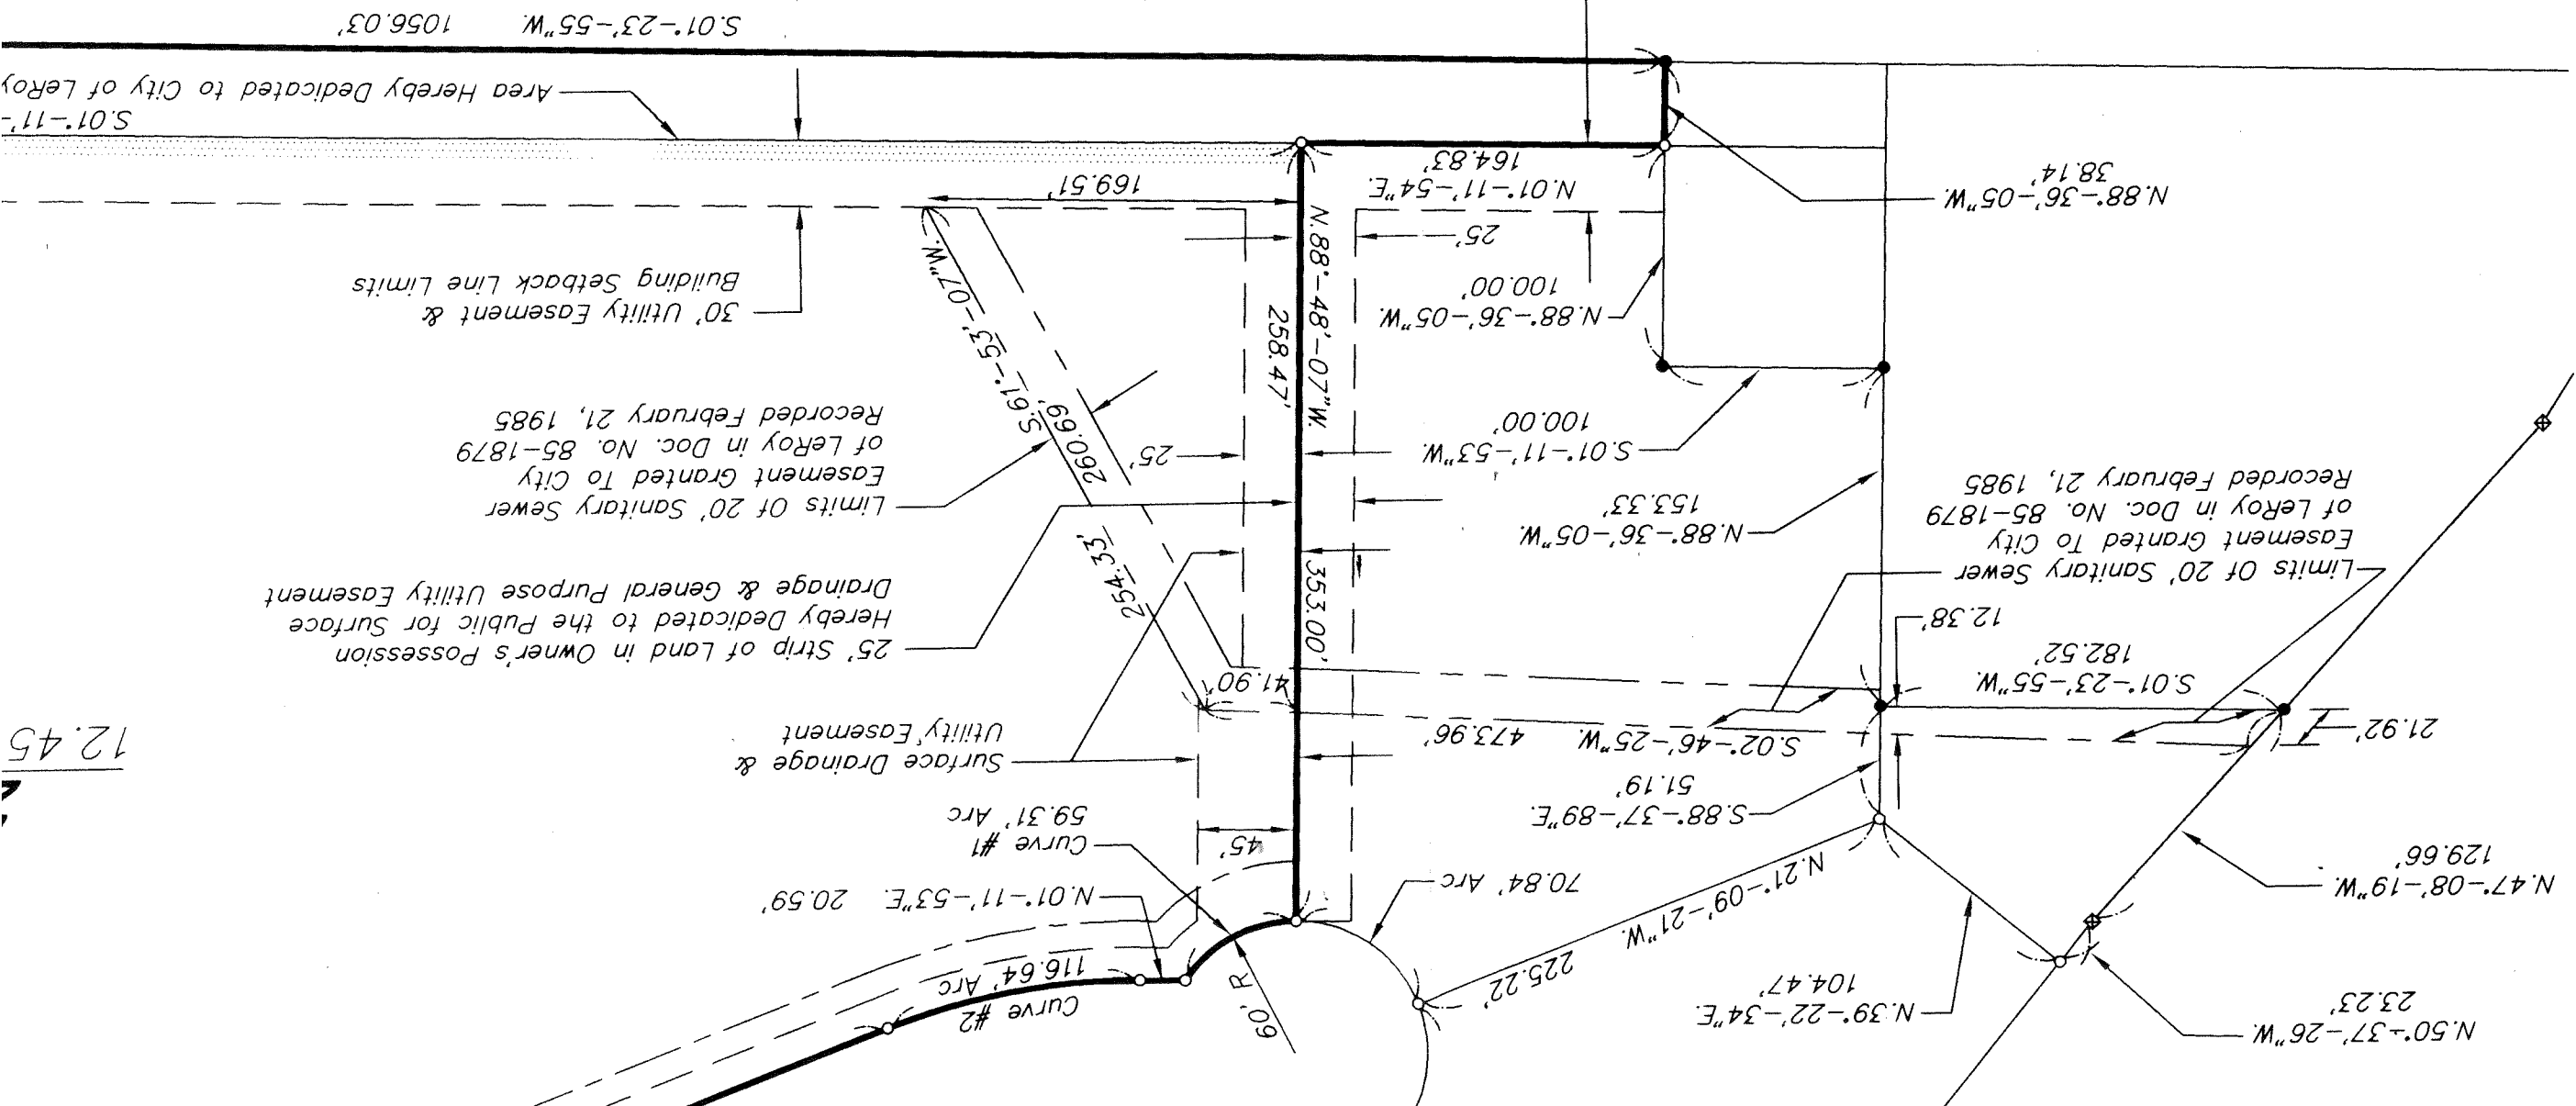 N.50°-37'-26"W.
23.23'
N.39°-22'-34"E.
104.47'
225.22'
N.21°-09'-21"W.
60' R
Curve #2
116.64' Arc
N.47°-08'-19"W.
129.66'
70.84' Arc
N.01°-11'-53"E. 20.59'
Curve #1
59.31' Arc
45'
S.88°-37'-89"E.
51.19'
21.92'
S.02°-46'-25"W. 473.96'
Surface Drainage &
Utility Easement
12.45
S.01°-23'-55"W.
182.52'
12.38'
41.90'
25' Strip of Land in Owner's Possession
Hereby Dedicated to the Public for Surface
Drainage & General Purpose Utility Easement
353.00'
254.33'
Limits Of 20' Sanitary Sewer
Easement Granted To City
of LeRoy in Doc. No. 85-1879
Recorded February 21, 1985
N.88°-36'-05"W.
153.33'
Limits Of 20' Sanitary Sewer
Easement Granted To City
of LeRoy in Doc. No. 85-1879
Recorded February 21, 1985
S.01°-11'-53"W.
100.00'
25'
260.69'
S.61°-53'-07"W.
N.88°-48'-07"W.
258.47'
N.88°-36'-05"W.
100.00'
30' Utility Easement &
Building Setback Line Limits
25'
N.88°-36'-05"W.
38.14'
N.01°-11'-54"E.
164.83'
169.51'
S.01°-11'-
Area Hereby Dedicated to City of LeRoy
S.01°-23'-55"W. 1056.03'